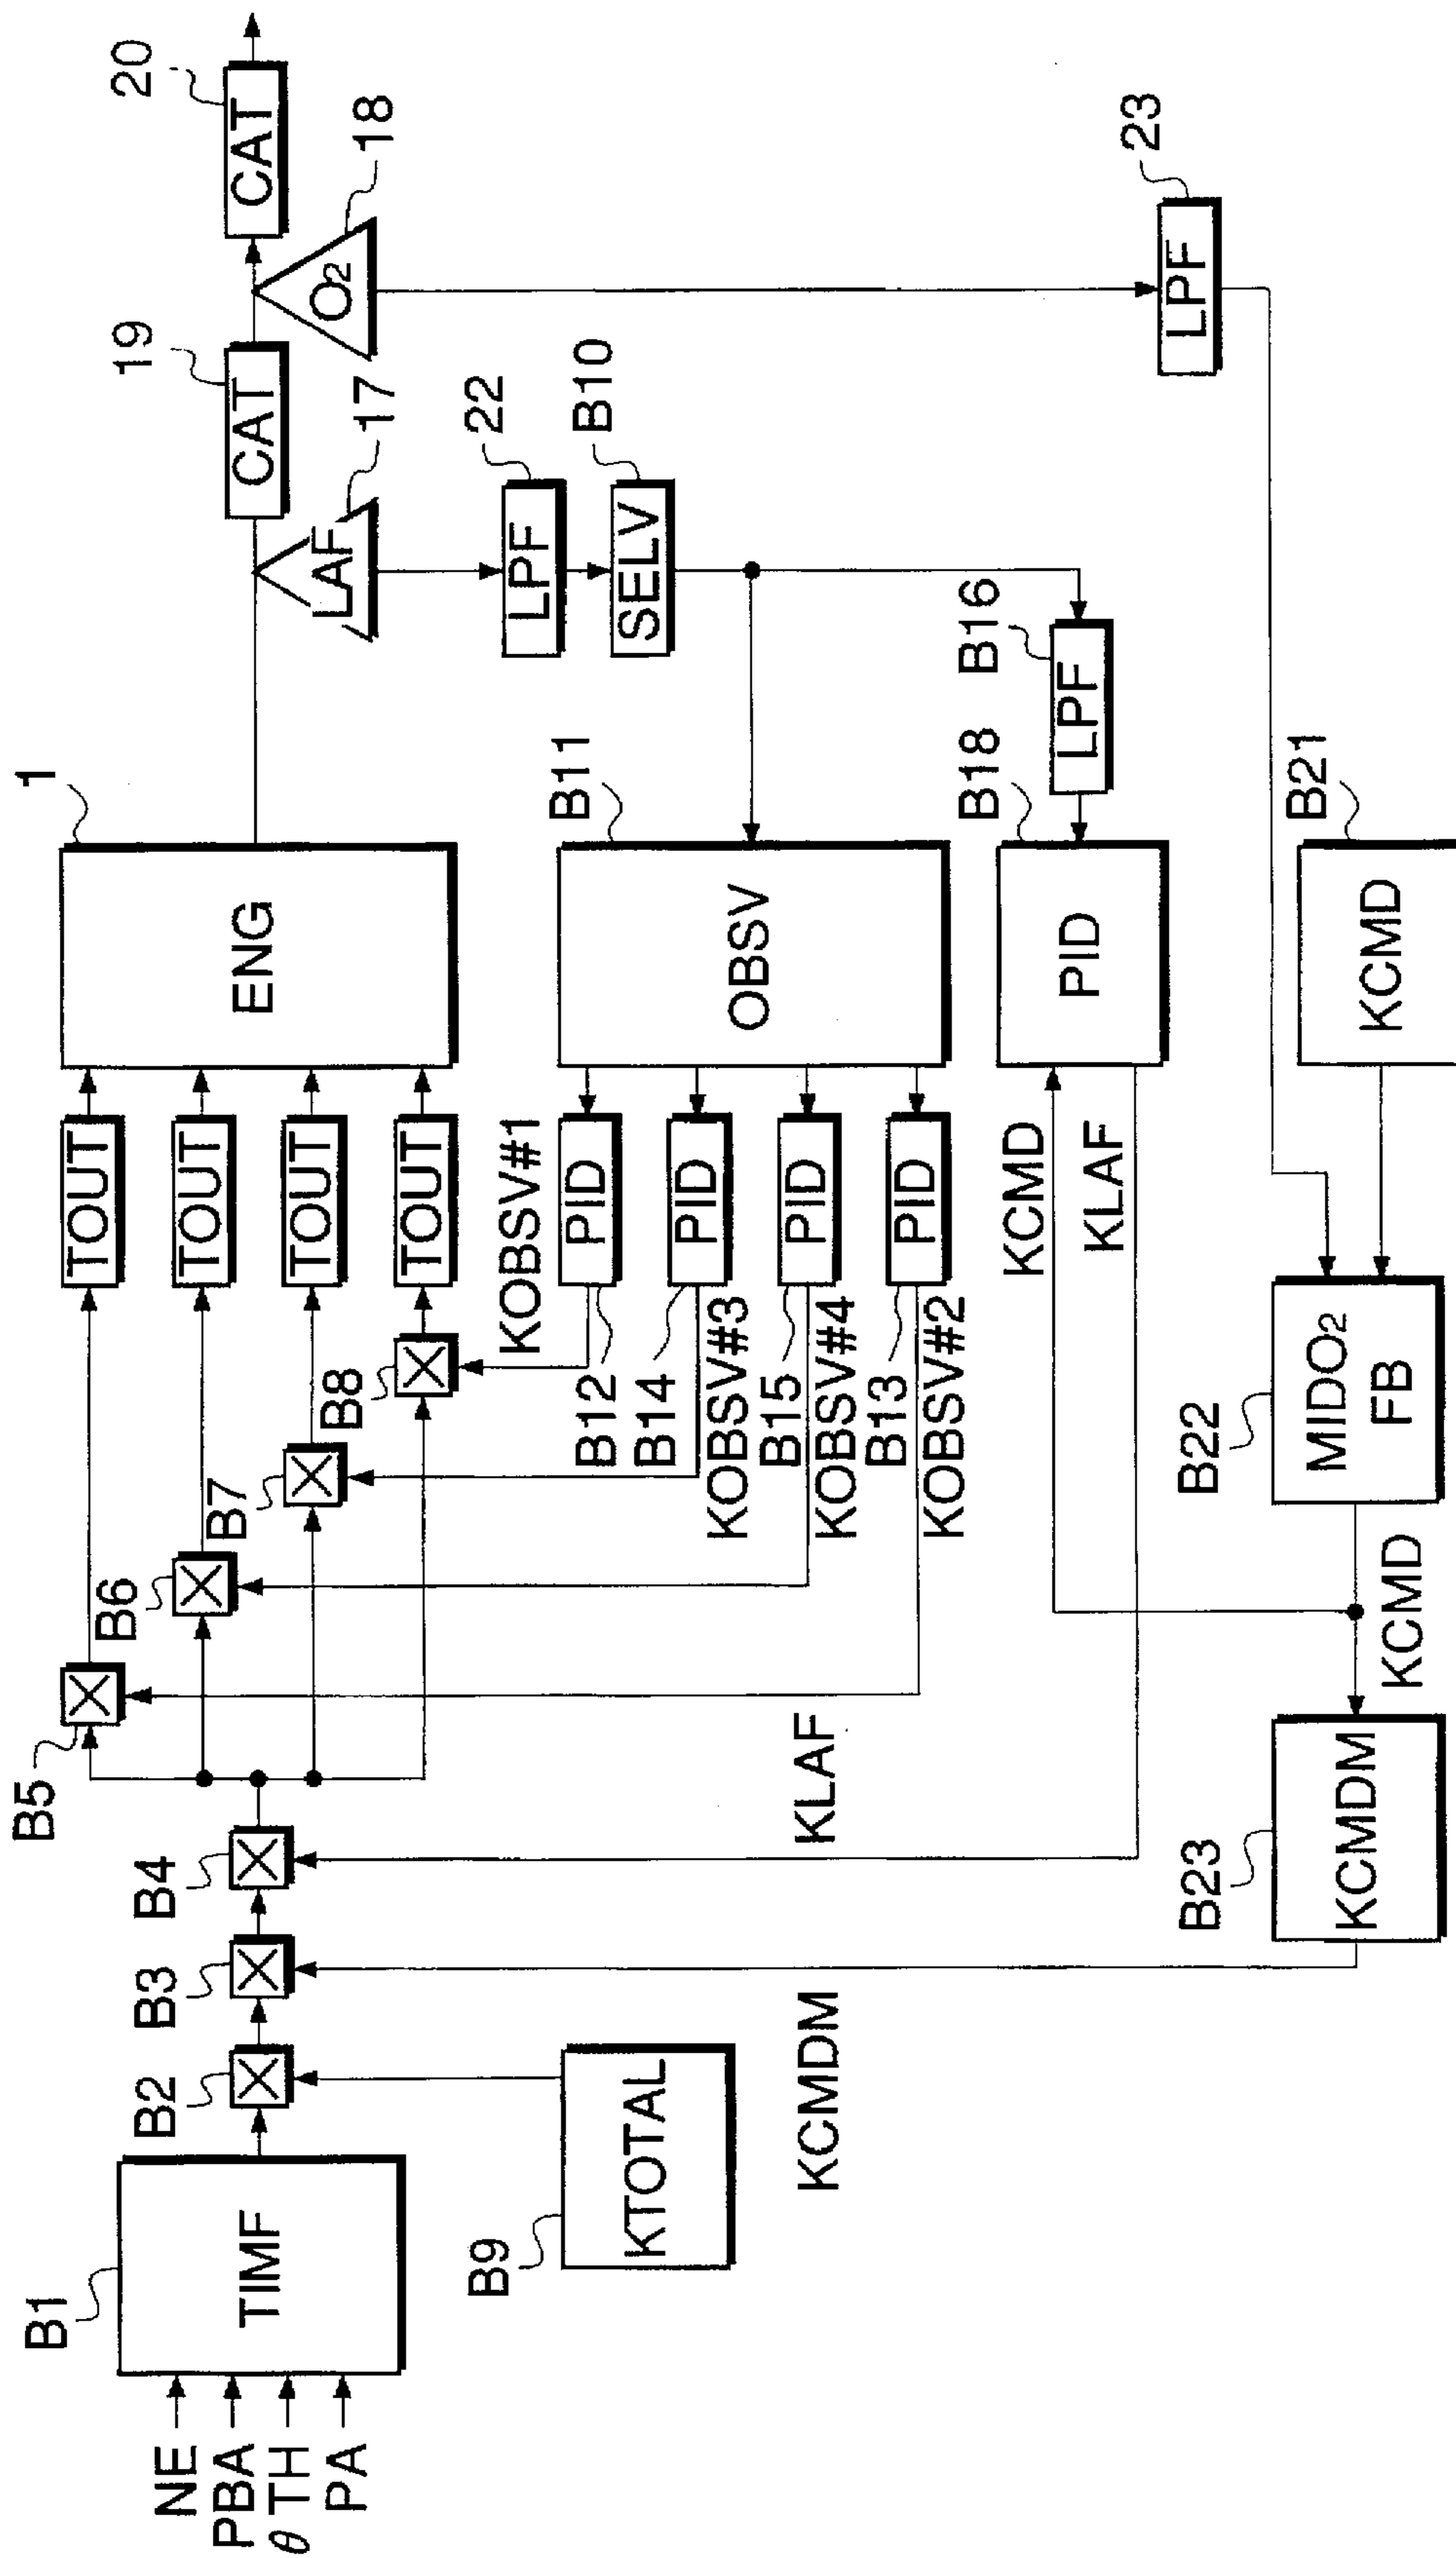 NE
PBA
θ TH
PA
B1
TIMF
B2
B3
B4
B5
B6
B7
B8
B9
KTOTAL
TOUT
TOUT
TOUT
TOUT
1
ENG
LAF
17
19
CAT
O2
18
20
CAT
22
LPF
B10
SELV
B11
OBSV
KOBSV#1
PID
B12
PID
B14
KOBSV#3
PID
B15
KOBSV#4
PID
B13
KOBSV#2
B16
LPF
B18
PID
KCMD
KLAF
KLAF
23
LPF
B21
KCMD
B22
MIDO2
FB
KCMD
B23
KCMDM
KCMDM